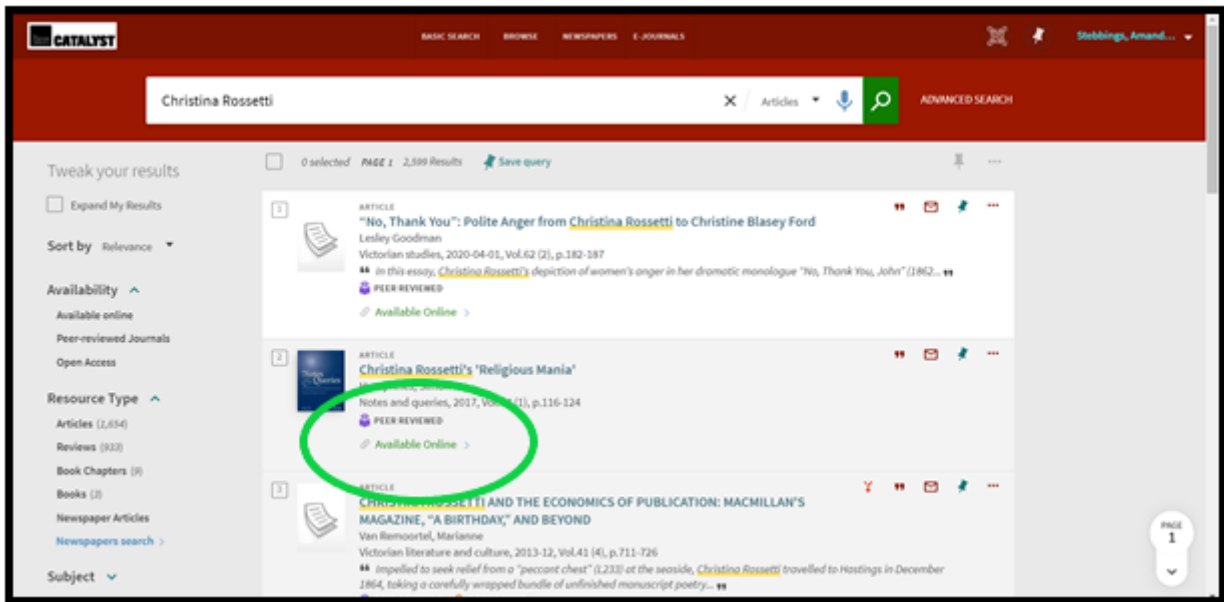 CATALYST
BASIC SEARCH BROWSE NEWSPAPERS E-JOURNALS
Stebbings, Amand...
Christina Rossetti
Articles
ADVANCED SEARCH
Tweak your results
Expand My Results
Sort by Relevance
Availability
Available online
Peer-reviewed Journals
Open Access
Resource Type
Articles (1,654)
Reviews (933)
Book Chapters (9)
Books (3)
Newspaper Articles
Newspapers search >
Subject
0 selected PAGE 1 2,599 Results Save query
1
ARTICLE
"No, Thank You": Polite Anger from Christina Rossetti to Christine Blasey Ford
Lesley Goodman
Victorian studies, 2020-04-01, Vol.62 (2), p.182-187
In this essay, Christina Rossetti's depiction of women's anger in her dramatic monologue "No, Thank You, John" (1862...
PEER REVIEWED
Available Online >
2
Notes Queries
ARTICLE
Christina Rossetti's 'Religious Mania'
Notes and queries, 2017, (1), p.116-124
PEER REVIEWED
Available Online >
3
ARTICLE
CHRISTINA ROSSETTI AND THE ECONOMICS OF PUBLICATION: MACMILLAN'S
MAGAZINE, "A BIRTHDAY," AND BEYOND
Van Remoortel, Marianne
Victorian literature and culture, 2013-12, Vol.41 (4), p.711-726
Impelled to seek relief from a "peccant chest" (L233) at the seaside, Christina Rossetti travelled to Hastings in December
1864, taking a carefully wrapped bundle of unfinished manuscript poetry...
PAGE
1